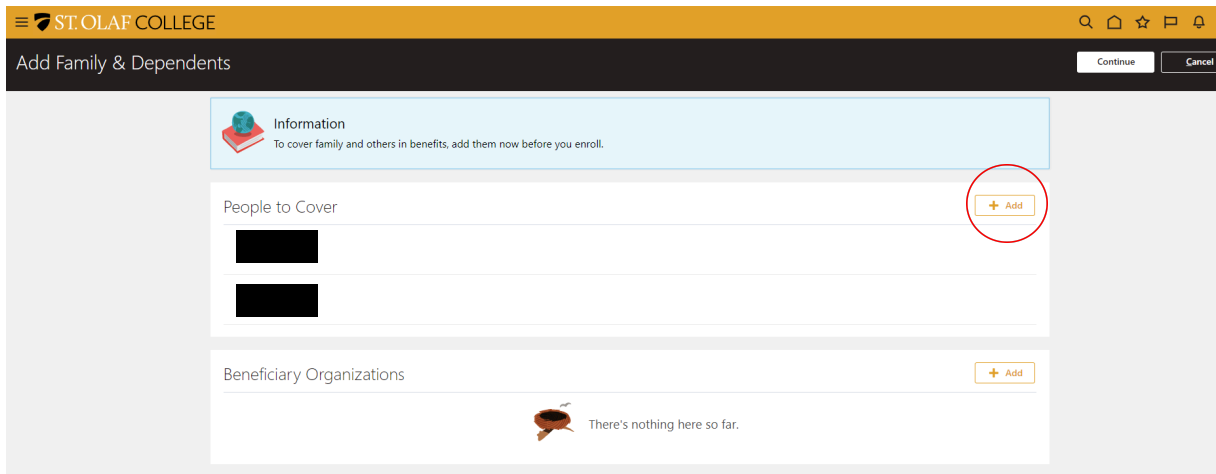 ST. OLAF COLLEGE
Add Family & Dependents
Continue
Cancel
Information
To cover family and others in benefits, add them now before you enroll.
People to Cover
+ Add
Beneficiary Organizations
+ Add
There's nothing here so far.